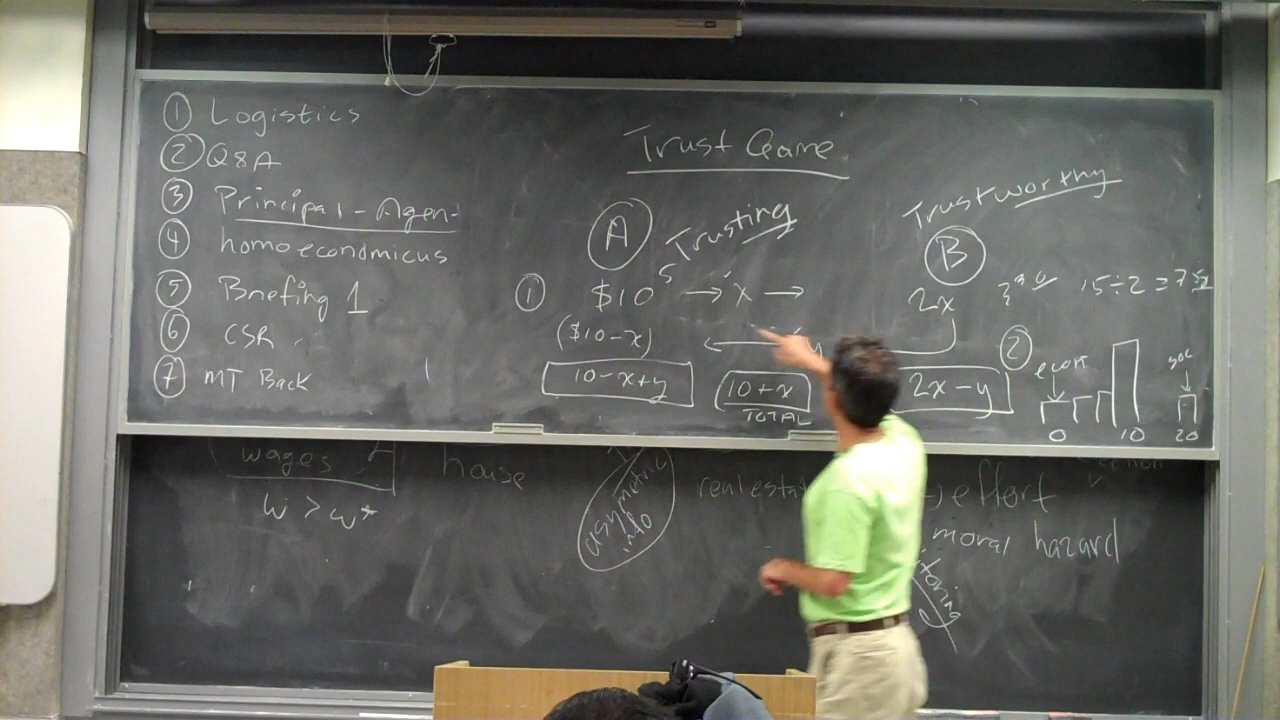 ① Logistics
② Q&A
③ Principal-Agent
④ homo economicus
⑤ Briefing 1
⑥ CSR
⑦ MT Back
Trust Game
Trusting
Trustworthy
A
B
① $10 → x → 2x
5
15÷2=7
($10-x)
y
10-x+y
10+x
TOTAL
2x-y
②
econ
soc
0 10 20
wages
w > w*
house
asymmetric
info
real estate
effort
moral hazard